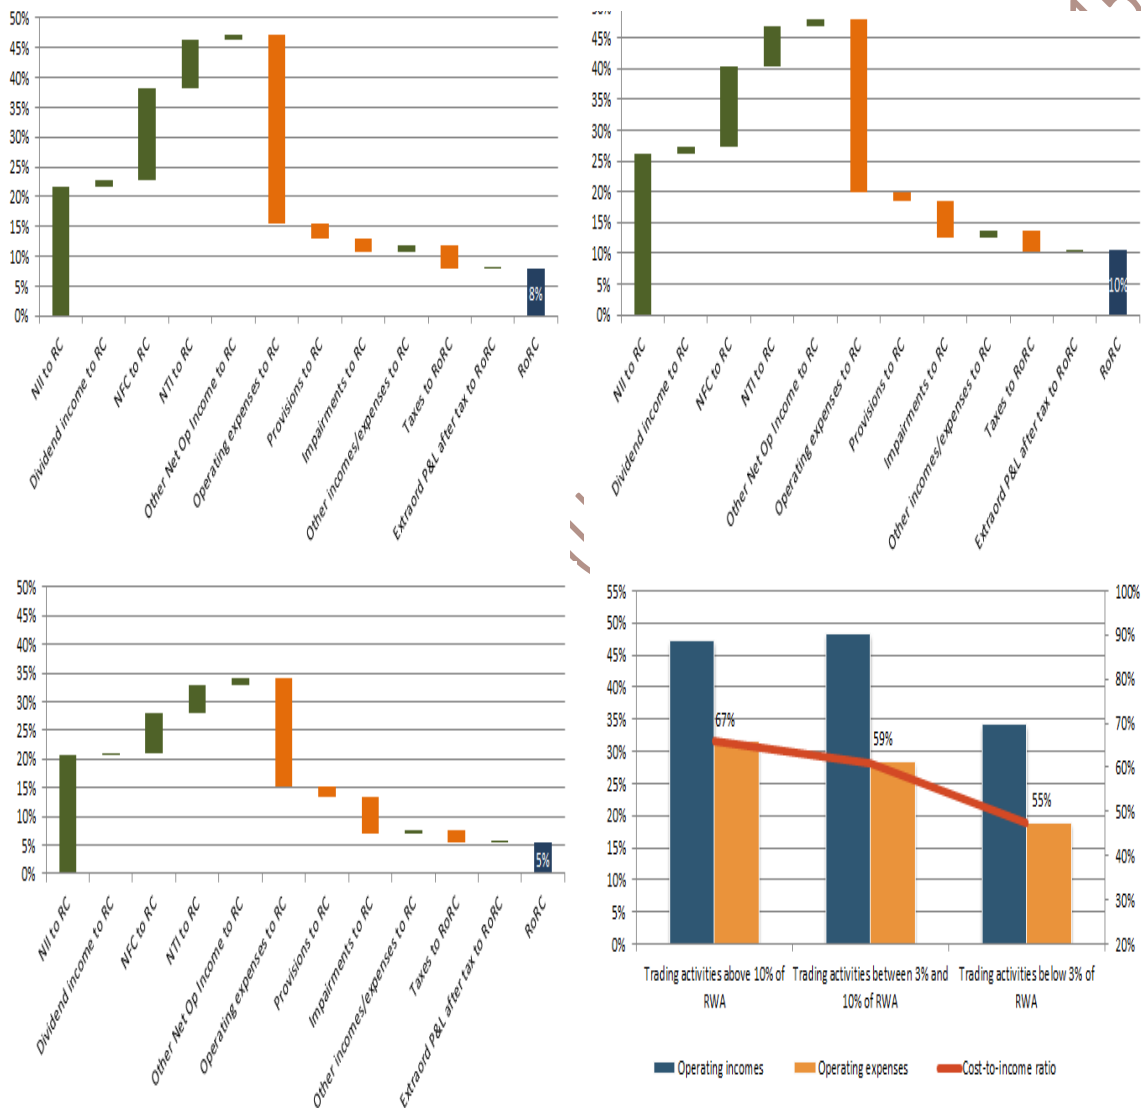 50%
45%
40%
35%
30%
25%
20%
15%
10%
5%
0%
8%
NII to RC
Dividend income to RC
NFC to RC
NTI to RC
Other Net Op Income to RC
Operating expenses to RC
Provisions to RC
Impairments to RC
Other incomes/expenses to RC
Taxes to RoRC
Extraord P&L after tax to RoRC
RoRC
50%
45%
40%
35%
30%
25%
20%
15%
10%
5%
0%
10%
NII to RC
Dividend income to RC
NFC to RC
NTI to RC
Other Net Op Income to RC
Operating expenses to RC
Provisions to RC
Impairments to RC
Other incomes/expenses to RC
Taxes to RoRC
Extraord P&L after tax to RoRC
RoRC
50%
45%
40%
35%
30%
25%
20%
15%
10%
5%
0%
5%
NII to RC
Dividend income to RC
NFC to RC
NTI to RC
Other Net Op Income to RC
Operating expenses to RC
Provisions to RC
Impairments to RC
Other incomes/expenses to RC
Taxes to RoRC
Extraord P&L after tax to RoRC
RoRC
55%
50%
45%
40%
35%
30%
25%
20%
15%
10%
5%
0%
100%
90%
80%
70%
60%
50%
40%
30%
20%
67%
59%
55%
Trading activities above 10% of
RWA
Trading activities between 3% and
10% of RWA
Trading activities below 3% of
RWA
Operating incomes
Operating expenses
Cost-to-income ratio